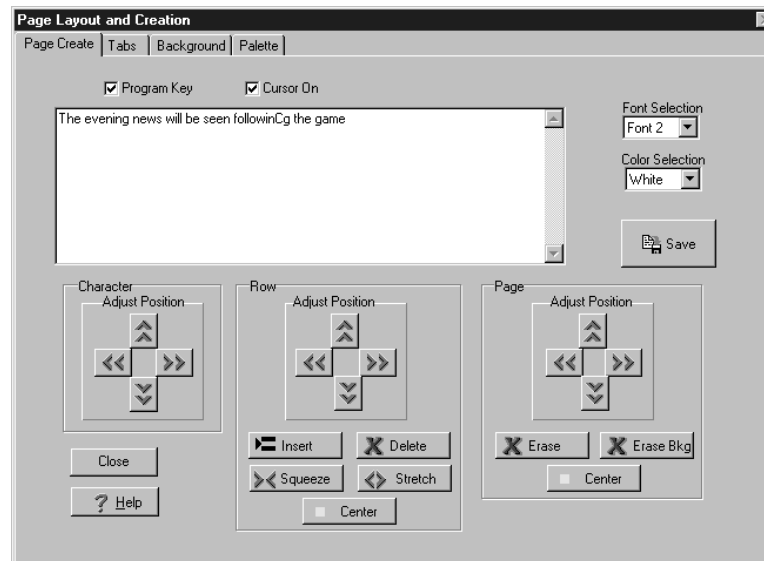 Page Layout and Creation
Page Create Tabs Background Palette
Program Key Cursor On
The evening news will be seen followinCg the game
Font Selection
Font 2
Color Selection
White
Save
Character Row Page
Adjust Position Adjust Position Adjust Position
Insert Delete Erase Erase Bkg
Close Squeeze Stretch Center
? Help Center